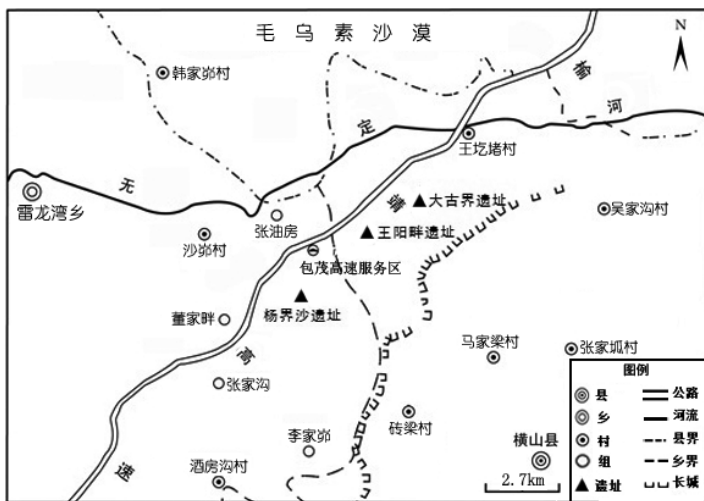 毛乌素沙漠
N
韩家峁村
榆
河
定
无
王圪堵村
雷龙湾乡
大古界遗址
吴家沟村
靖
张油房
王阳畔遗址
沙峁村
包茂高速服务区
杨界沙遗址
董家畔
高
马家梁村
张家坬村
张家沟
砖梁村
李家峁
横山县
速
酒房沟村
2.7km
图例
县 公路
乡 河流
村 县界
组 乡界
遗址 长城